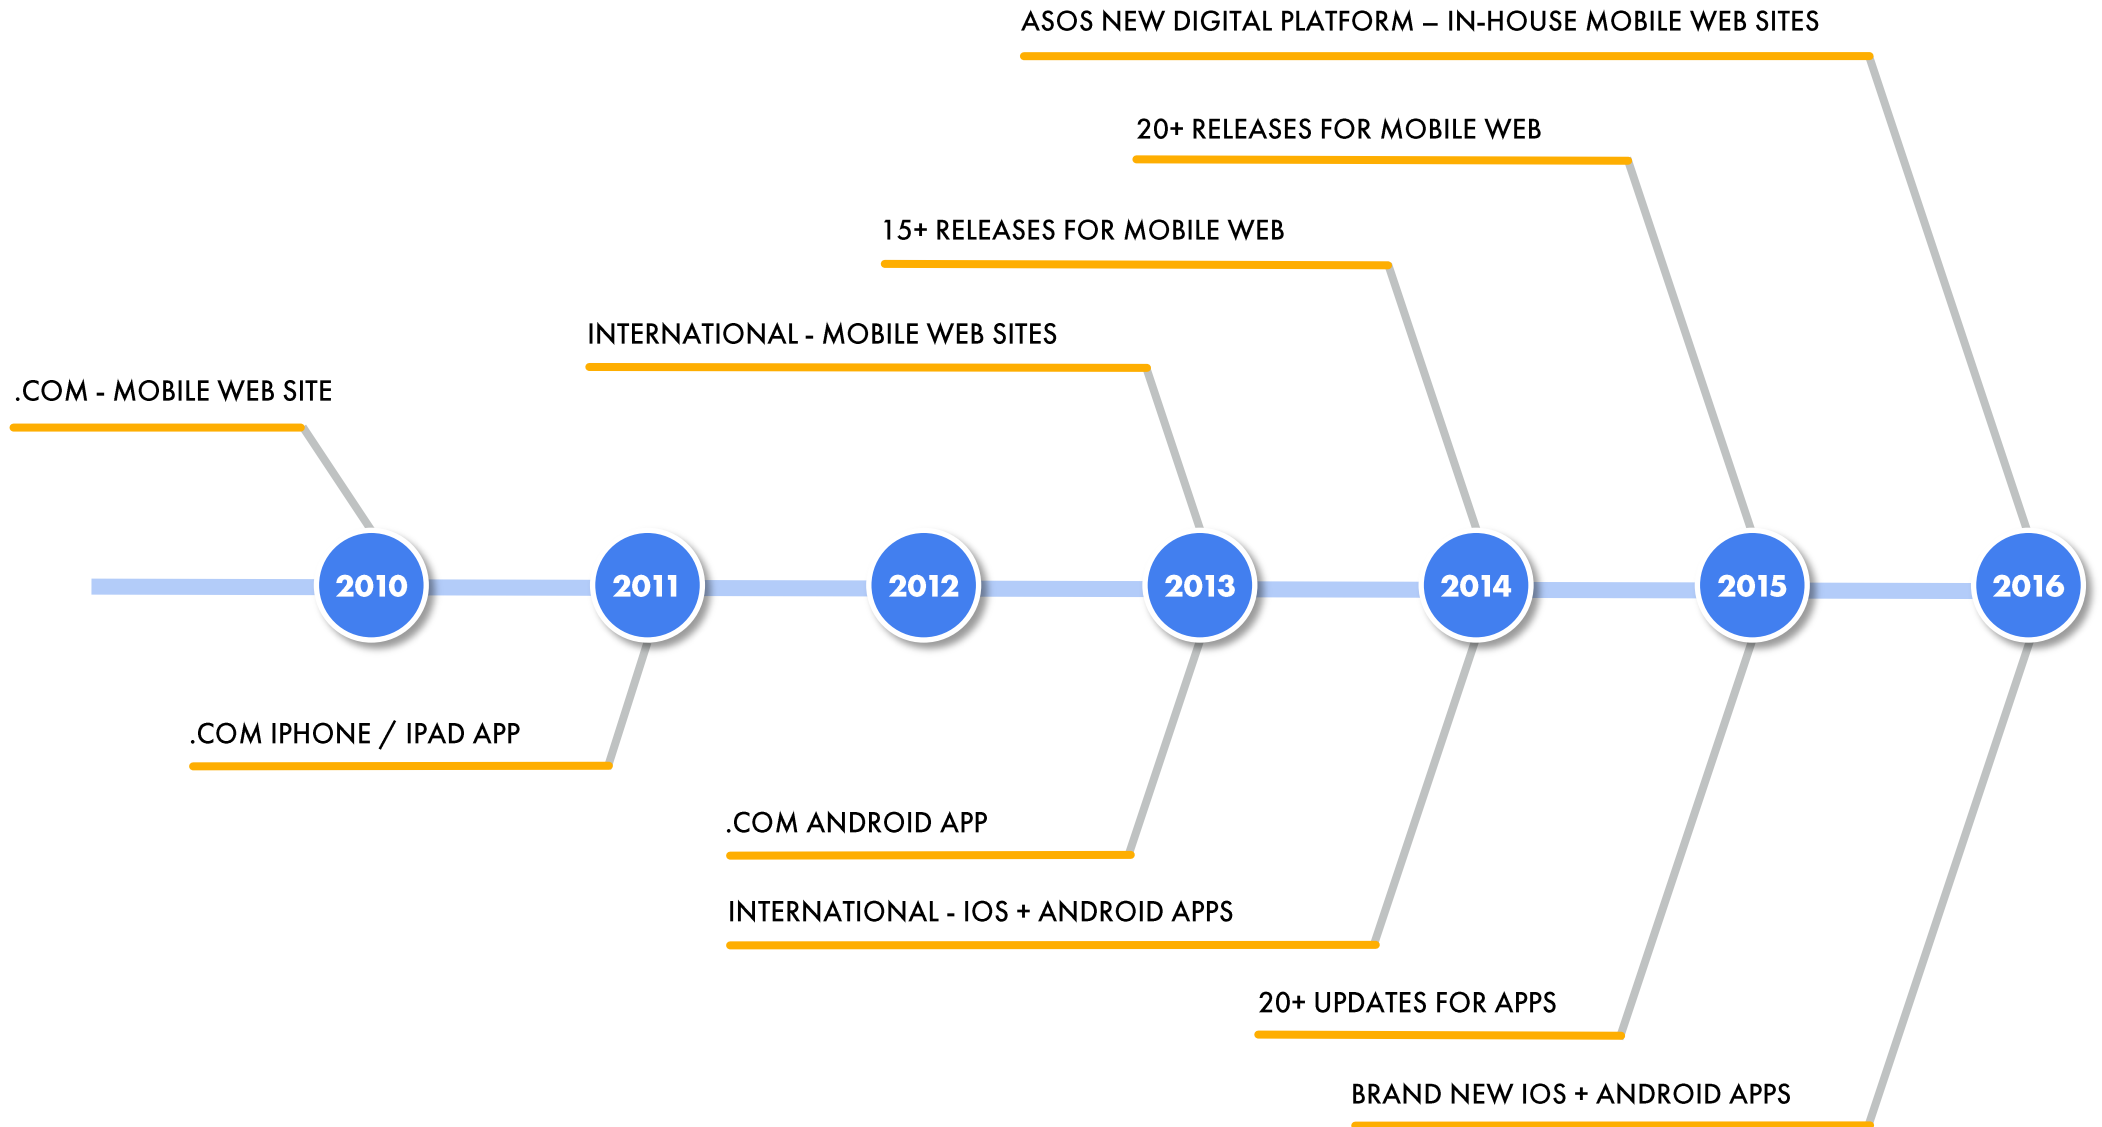 ASOS NEW DIGITAL PLATFORM – IN-HOUSE MOBILE WEB SITES
20+ RELEASES FOR MOBILE WEB
15+ RELEASES FOR MOBILE WEB
INTERNATIONAL - MOBILE WEB SITES
.COM - MOBILE WEB SITE
2010
2011
2012
2013
2014
2015
2016
.COM IPHONE / IPAD APP
.COM ANDROID APP
INTERNATIONAL - IOS + ANDROID APPS
20+ UPDATES FOR APPS
BRAND NEW IOS + ANDROID APPS